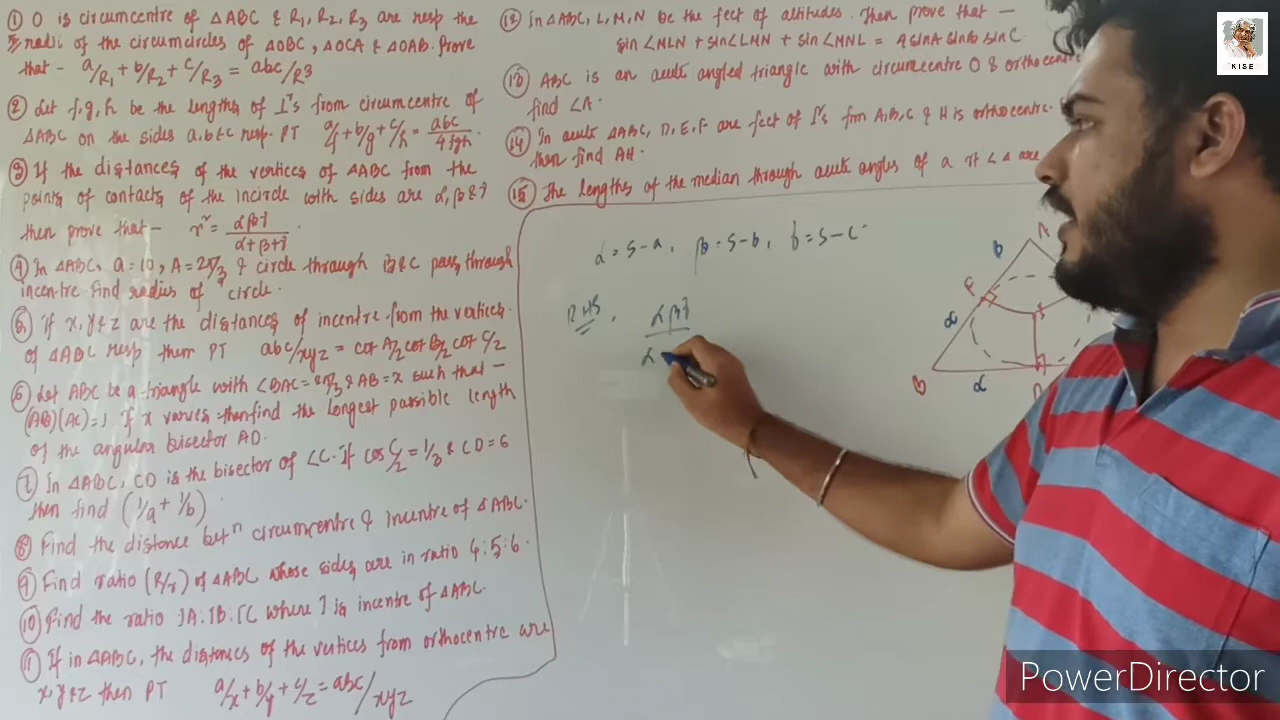 ① O is circumcentre of △ABC & R₁, R₂, R₃ are resp the
radii of the circumcircles of △OBC, △OCA & △OAB. Prove
that - a/R₁ + b/R₂ + c/R₃ = abc/R³
② Let f, g, h be the lengths of ⊥rs from circumcentre of
△ABC on the sides a, b & c resp. PT a/f + b/g + c/h = abc/4fgh.
③ If the distances of the vertices of △ABC from the
points of contacts of the incircle with sides are α, β & γ
then prove that - r² = αβγ/α+β+γ.
④ In △ABC, a = 10, A = 2π/3 & circle through B & C pass through
incentre find radius of circle.
If x, y & z are the distances of incentre from the vertices
of △ABC resp then PT abc/xyz = cot A/2 cot B/2 cot C/2
⑥ Let ABC be a triangle with ∠BAC = 2π/3 & AB = x such that -
(AB)(AC) = 1 If x varies then find the longest possible length
of the angular bisector AD.
⑦ In △ABC, CD is the bisector of ∠C. If cos C/2 = 1/3 & CD = 6
then find (1/a + 1/b)
⑧ Find the distance betⁿ circumcentre & incentre of △ABC.
⑨ Find ratio (R/r) of △ABC whose sides are in ratio 4:5:6.
⑩ Find the ratio IA : IB : IC where I is incentre of △ABC.
⑪ If in △ABC, the distances of the vertices from orthocentre are
x, y & z then PT a/x + b/y + c/z = abc/xyz
⑫ In △ABC, L, M, N be the feet of altitudes. Then prove that -
sin ∠MLN + sin ∠LMN + sin ∠MNL = 4 sin A sin B sin C
⑬ ABC is an acute angled triangle with circumcentre O & orthocentre
find ∠A.
⑭ In acute △ABC, D, E, F are feet of ⊥rs from A, B, C & H is orthocentre.
then find AH.
⑮ The lengths of the median through acute angles of a rt ∠ △ are
α = s-a, β = s-b, γ = s-c
RHS, αβγ
α
A
b
F
α
B
α
D
KISE
PowerDirector